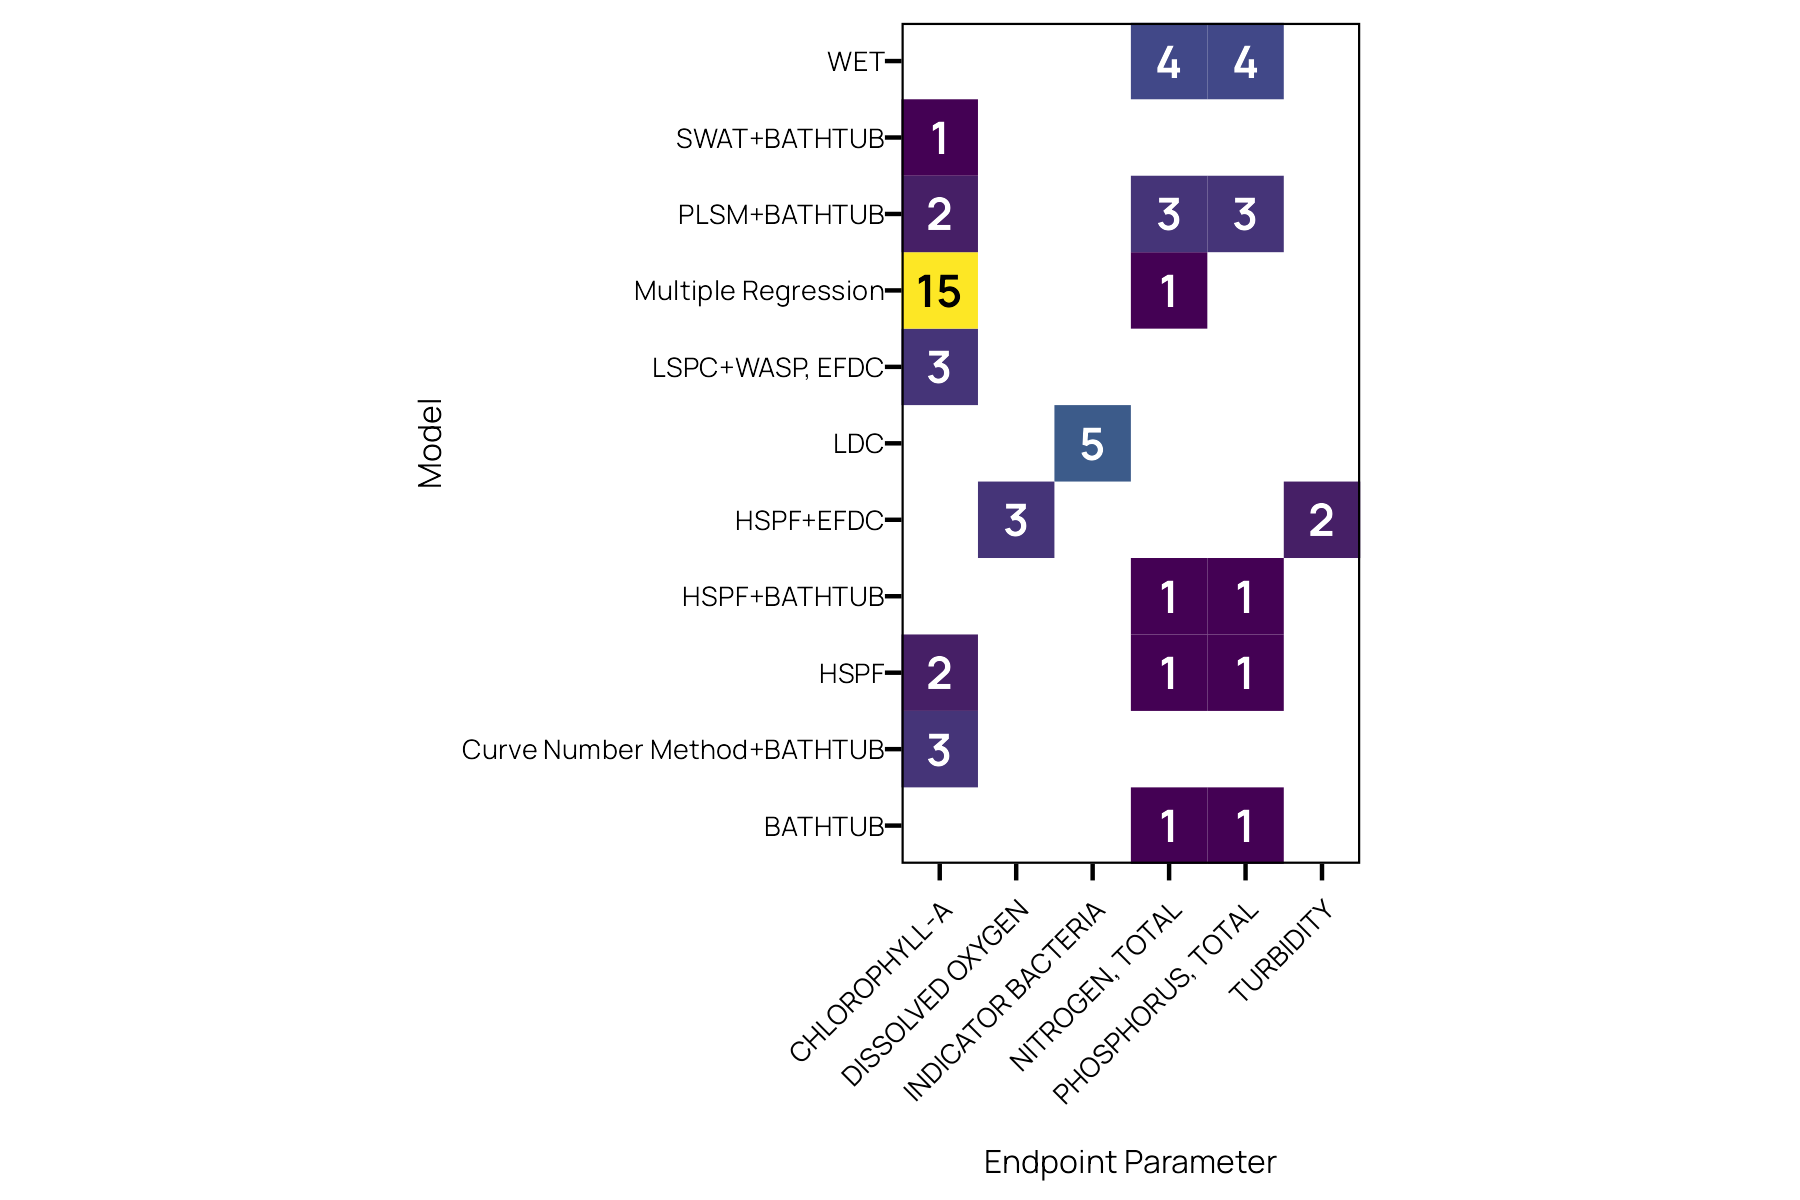 WET 4 4
SWAT+BATHTUB 1
PLSM+BATHTUB 2 3 3
Multiple Regression 15 1
LSPC+WASP, EFDC 3
LDC 5
HSPF+EFDC 3 2
HSPF+BATHTUB 1 1
HSPF 2 1 1
Curve Number Method+BATHTUB 3
BATHTUB 1 1
Model
CHLOROPHYLL-A
DISSOLVED OXYGEN
INDICATOR BACTERIA
NITROGEN, TOTAL
PHOSPHORUS, TOTAL
TURBIDITY
Endpoint Parameter